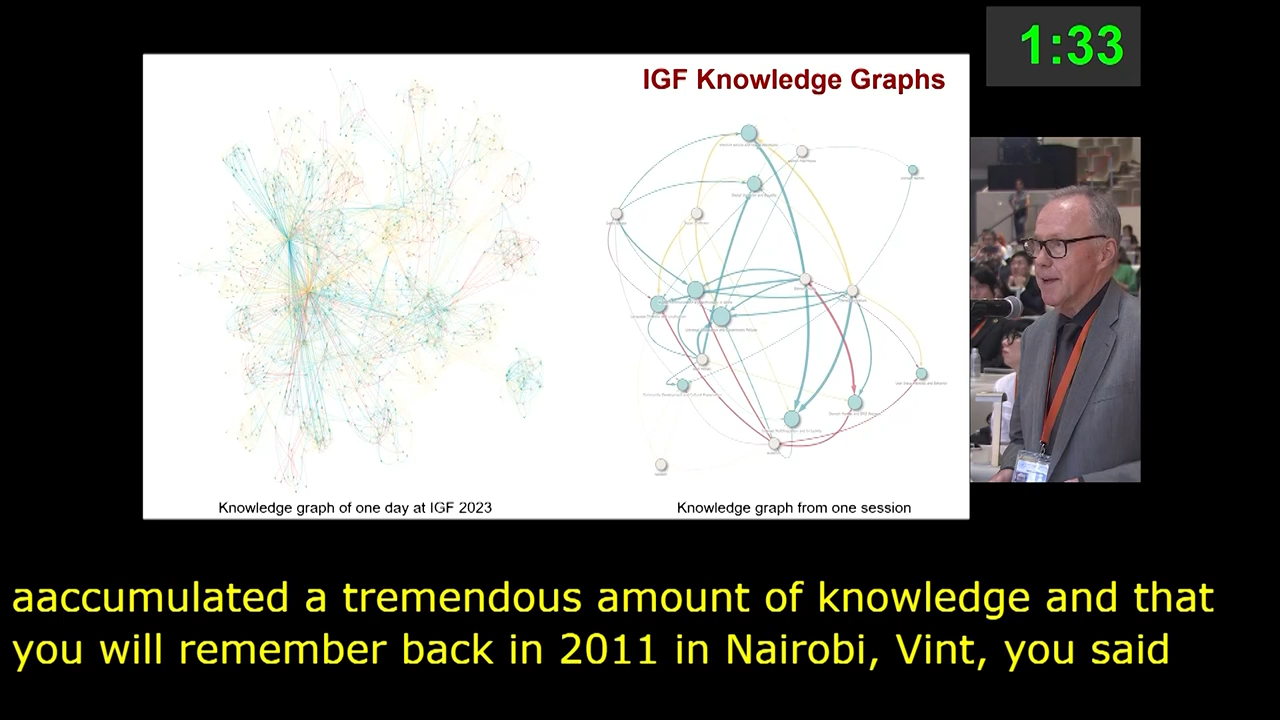 1:33
IGF Knowledge Graphs
Knowledge graph of one day at IGF 2023
Knowledge graph from one session
aaccumulated a tremendous amount of knowledge and that
you will remember back in 2011 in Nairobi, Vint, you said